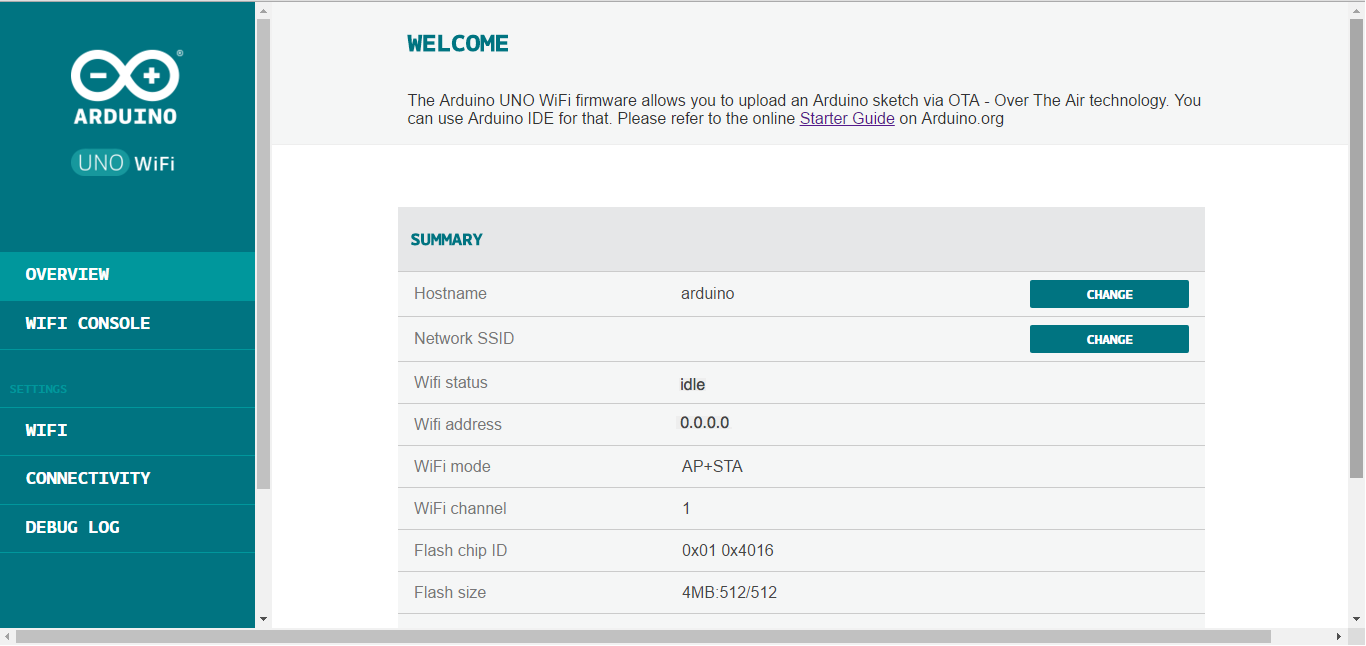 ARDUINO
UNO WiFi
OVERVIEW
WIFI CONSOLE
SETTINGS
WIFI
CONNECTIVITY
DEBUG LOG
WELCOME
The Arduino UNO WiFi firmware allows you to upload an Arduino sketch via OTA - Over The Air technology. You
can use Arduino IDE for that. Please refer to the online Starter Guide on Arduino.org
SUMMARY
Hostname arduino CHANGE
Network SSID CHANGE
Wifi status idle
Wifi address 0.0.0.0
WiFi mode AP+STA
WiFi channel 1
Flash chip ID 0x01 0x4016
Flash size 4MB:512/512